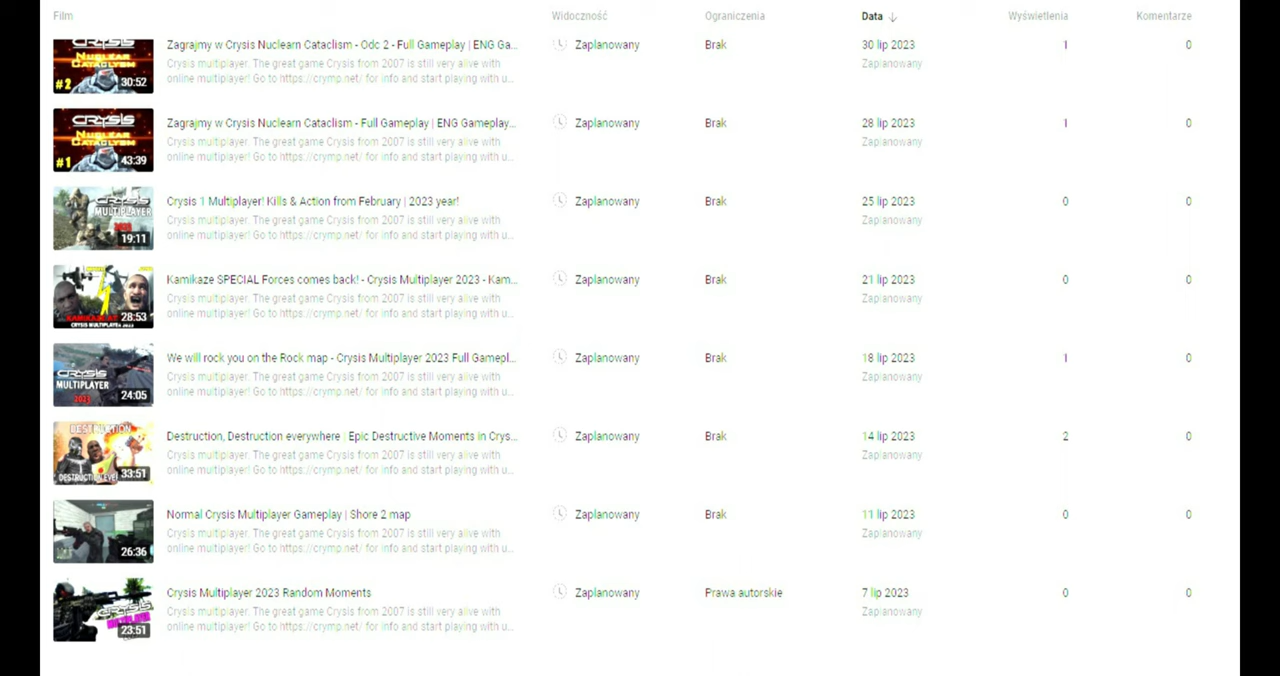 Film Widoczność Ograniczenia Data ↓ Wyświetlenia Komentarze
CRYSIS
NUCLEAR
CATACLYSM
#2 30:52
Zagrajmy w Crysis Nuclearn Cataclism - Odc 2 - Full Gameplay | ENG Ga... Zaplanowany Brak 30 lip 2023 1 0
Crysis multiplayer. The great game Crysis from 2007 is still very alive with Zaplanowany
online multiplayer! Go to https://crymp.net/ for info and start playing with u...
CRYSIS
NUCLEAR
CATACLYSM
#1 43:39
Zagrajmy w Crysis Nuclearn Cataclism - Full Gameplay | ENG Gameplay... Zaplanowany Brak 28 lip 2023 1 0
Crysis multiplayer. The great game Crysis from 2007 is still very alive with Zaplanowany
online multiplayer! Go to https://crymp.net/ for info and start playing with u...
CRYSIS
MULTIPLAYER
2023
19:11
Crysis 1 Multiplayer! Kills & Action from February | 2023 year! Zaplanowany Brak 25 lip 2023 0 0
Crysis multiplayer. The great game Crysis from 2007 is still very alive with Zaplanowany
online multiplayer! Go to https://crymp.net/ for info and start playing with u...
28:53
CRYSIS MULTIPLAYER 2023
Kamikaze SPECIAL Forces comes back! - Crysis Multiplayer 2023 - Kam... Zaplanowany Brak 21 lip 2023 0 0
Crysis multiplayer. The great game Crysis from 2007 is still very alive with Zaplanowany
online multiplayer! Go to https://crymp.net/ for info and start playing with u...
CRYSIS
MULTIPLAYER
2023 24:05
We will rock you on the Rock map - Crysis Multiplayer 2023 Full Gamepl... Zaplanowany Brak 18 lip 2023 1 0
Crysis multiplayer. The great game Crysis from 2007 is still very alive with Zaplanowany
online multiplayer! Go to https://crymp.net/ for info and start playing with u...
DESTRUCTION
DESTRUCTION EVE 33:51
Destruction, Destruction everywhere | Epic Destructive Moments in Crys... Zaplanowany Brak 14 lip 2023 2 0
Crysis multiplayer. The great game Crysis from 2007 is still very alive with Zaplanowany
online multiplayer! Go to https://crymp.net/ for info and start playing with u...
26:36
Normal Crysis Multiplayer Gameplay | Shore 2 map Zaplanowany Brak 11 lip 2023 0 0
Crysis multiplayer. The great game Crysis from 2007 is still very alive with Zaplanowany
online multiplayer! Go to https://crymp.net/ for info and start playing with u...
CRYSIS
23:51
Crysis Multiplayer 2023 Random Moments Zaplanowany Prawa autorskie 7 lip 2023 0 0
Crysis multiplayer. The great game Crysis from 2007 is still very alive with Zaplanowany
online multiplayer! Go to https://crymp.net/ for info and start playing with u...